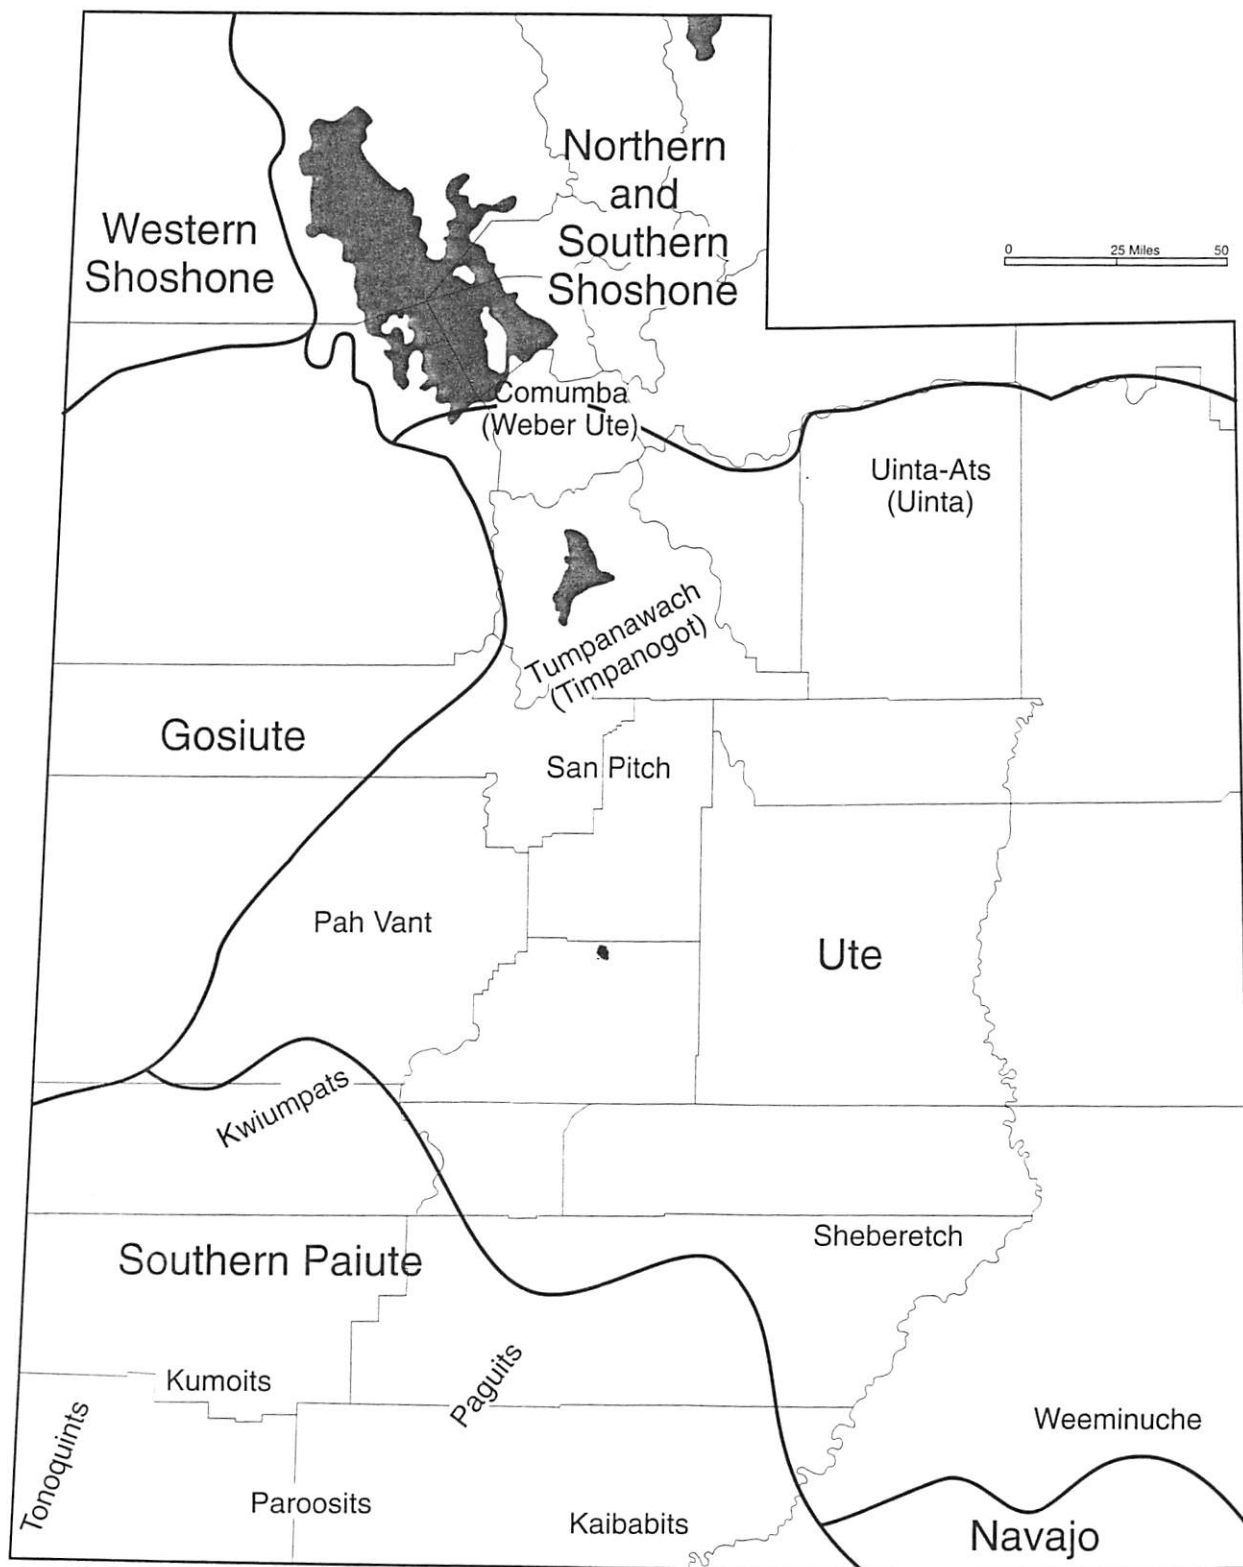 Northern
and
Southern
Shoshone
Western
Shoshone
0 25 Miles 50
Comumba
(Weber Ute)
Uinta-Ats
(Uinta)
Tumpanawach
(Timpanogot)
Gosiute
San Pitch
Pah Vant
Ute
Kwiumpats
Sheberetch
Southern Paiute
Kumoits
Paguits
Weeminuche
Tonoquints
Paroosits
Kaibabits
Navajo